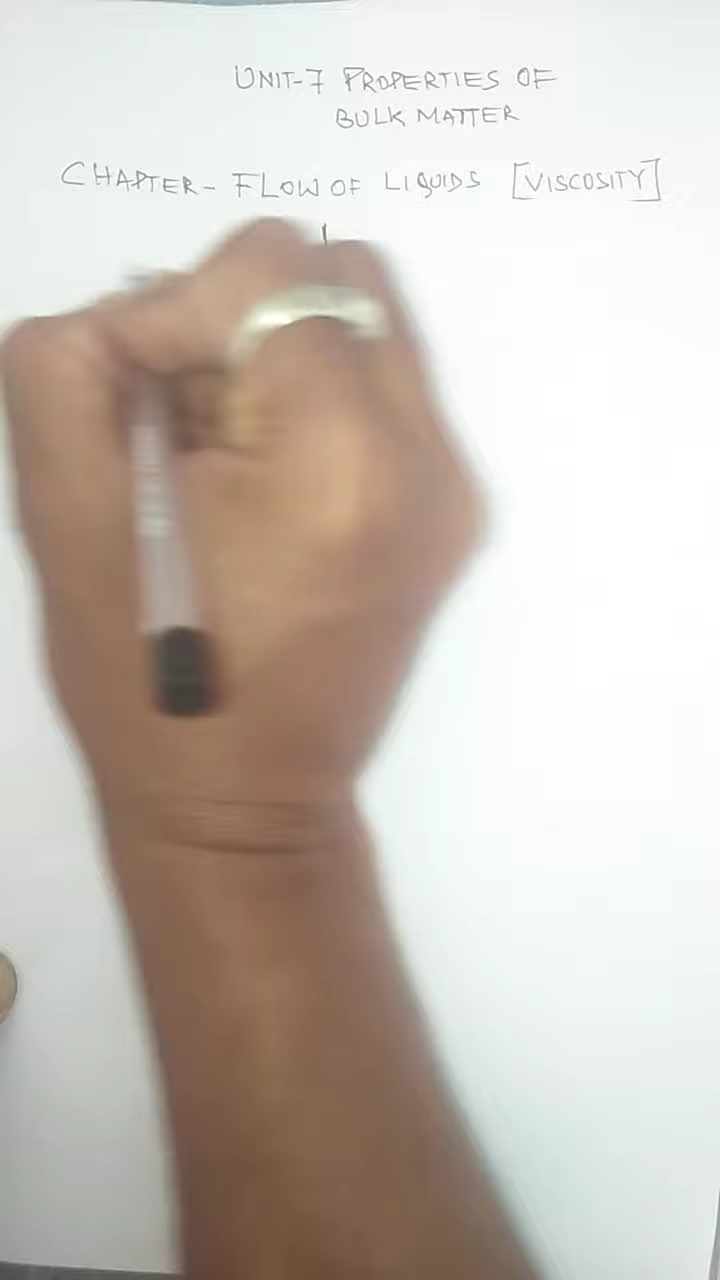 UNIT-7 PROPERTIES OF
BULK MATTER
CHAPTER- FLOW OF LIQUIDS [VISCOSITY]